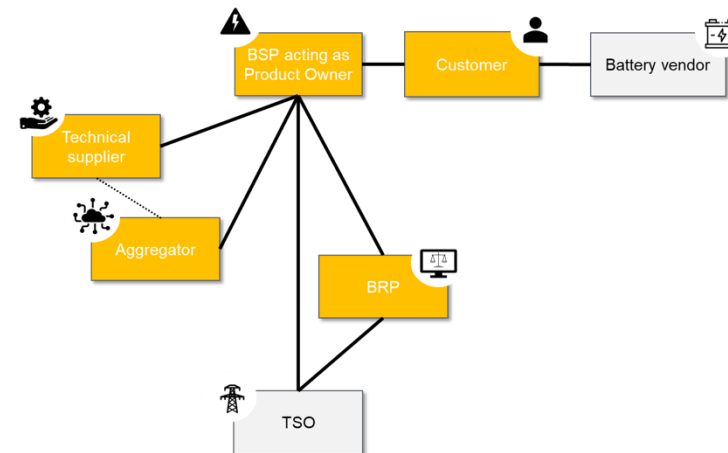 BSP acting as
Product Owner
Customer
Battery vendor
Technical
supplier
Aggregator
BRP
TSO